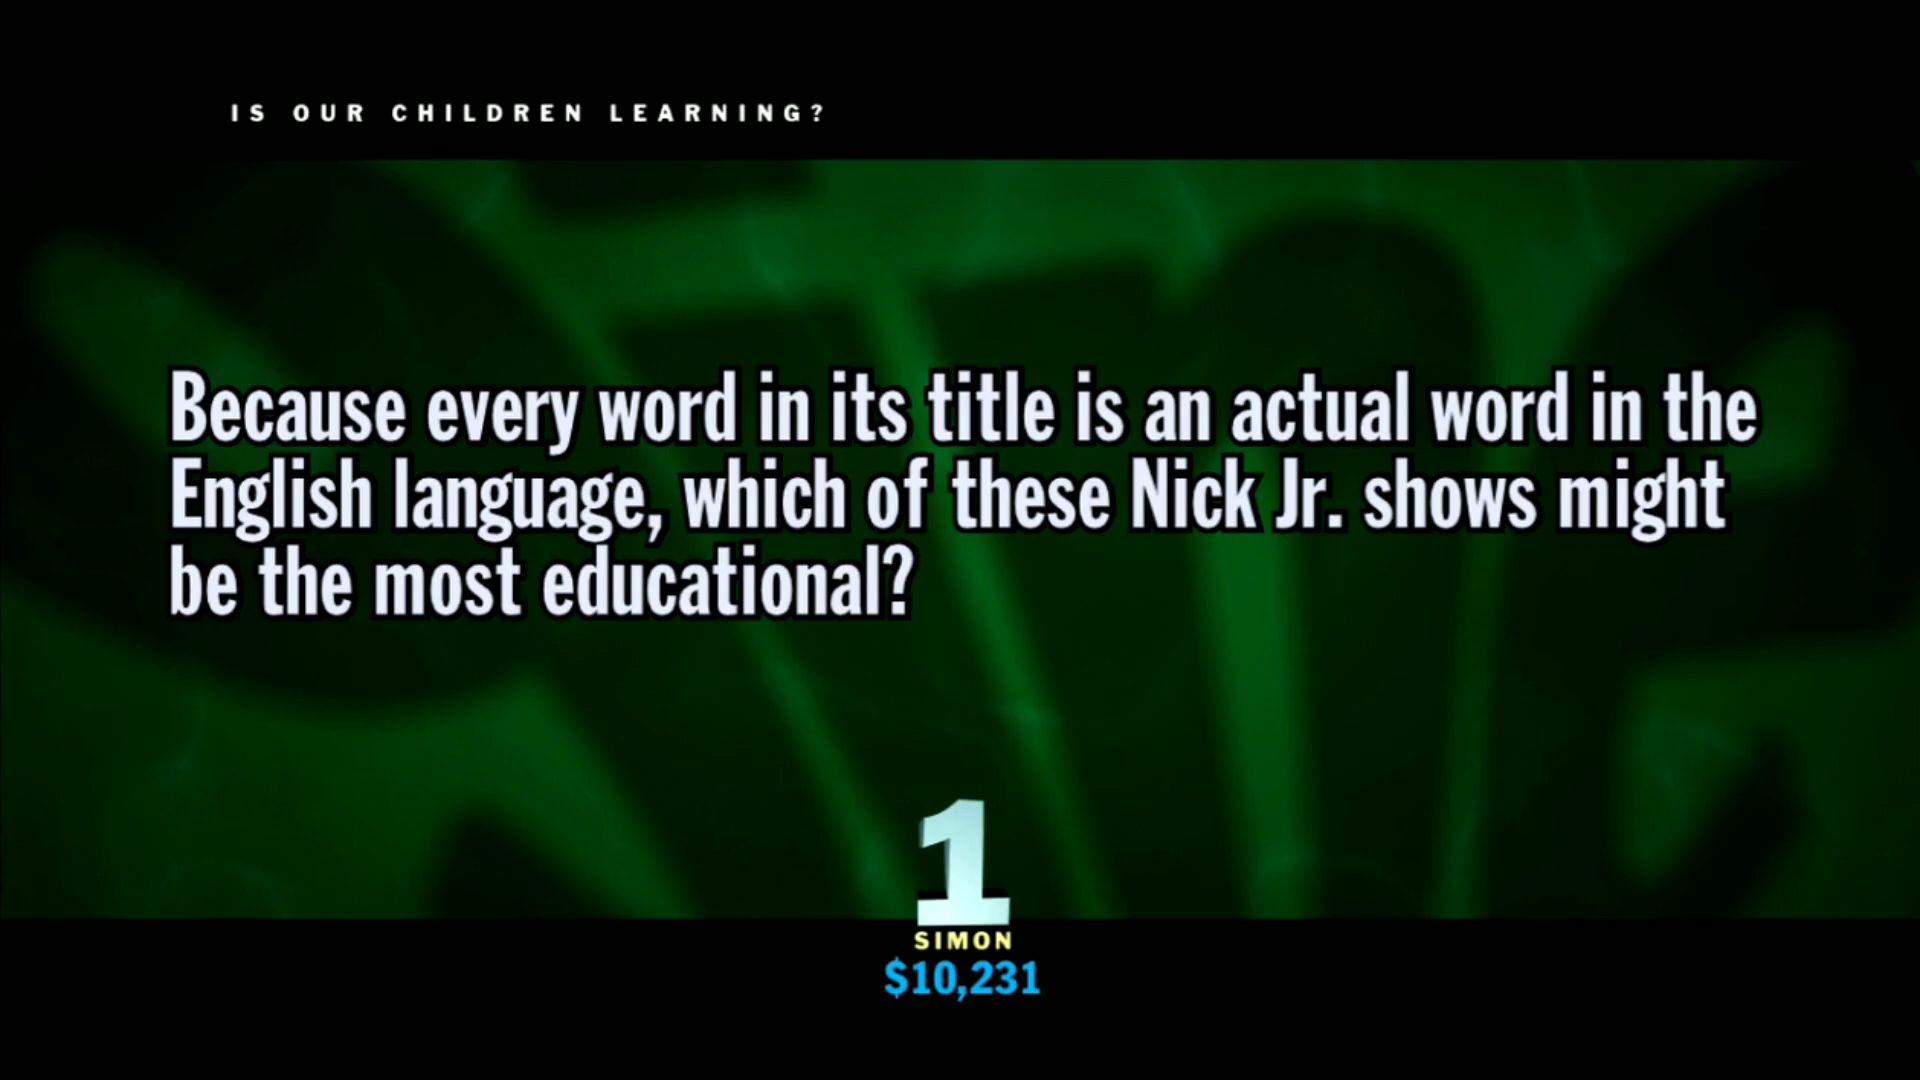 IS OUR CHILDREN LEARNING?
Because every word in its title is an actual word in the
English language, which of these Nick Jr. shows might
be the most educational?
1
SIMON
$10,231